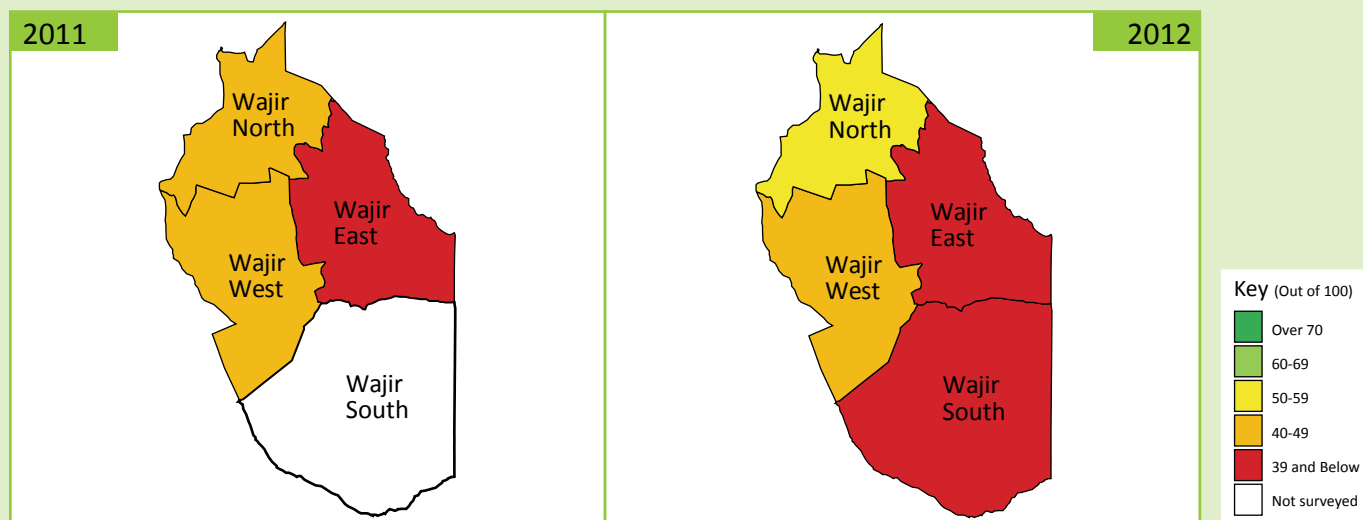 2011
Wajir
North
Wajir
East
Wajir
West
Wajir
South
2012
Wajir
North
Wajir
East
Wajir
West
Wajir
South
Key (Out of 100)
Over 70
60-69
50-59
40-49
39 and Below
Not surveyed